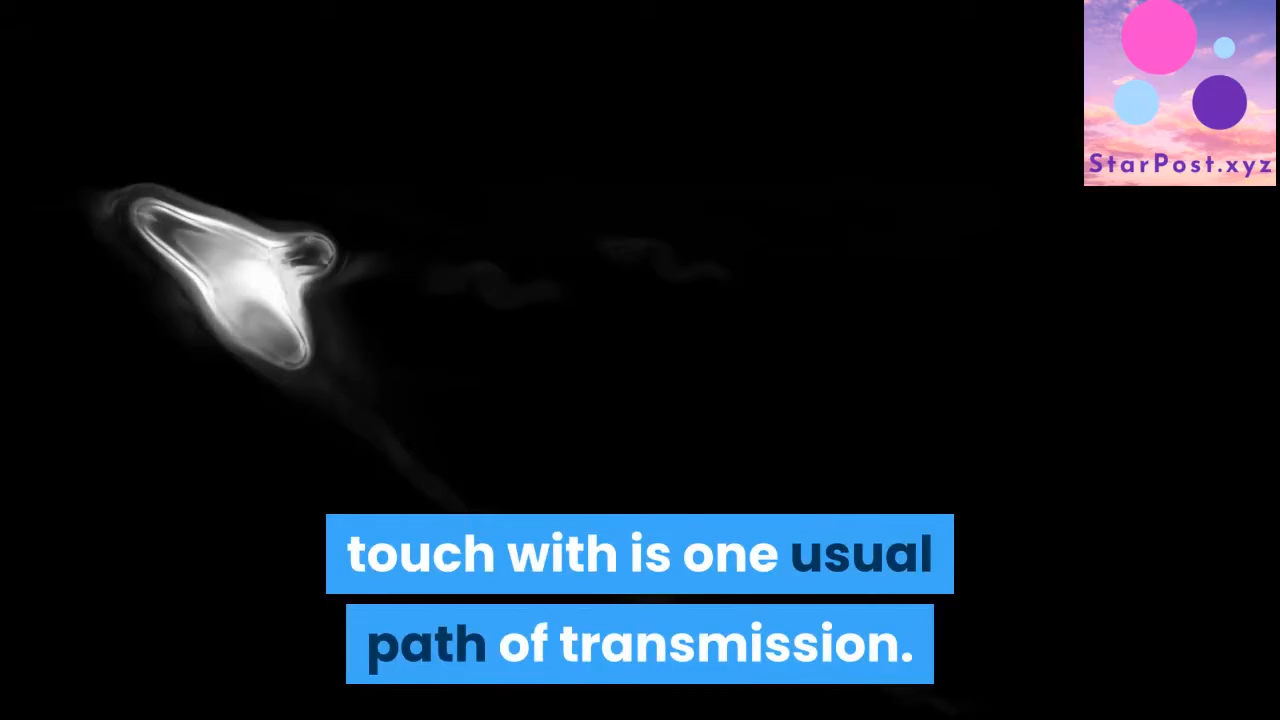 StarPost.xyz
touch with is one usual
path of transmission.